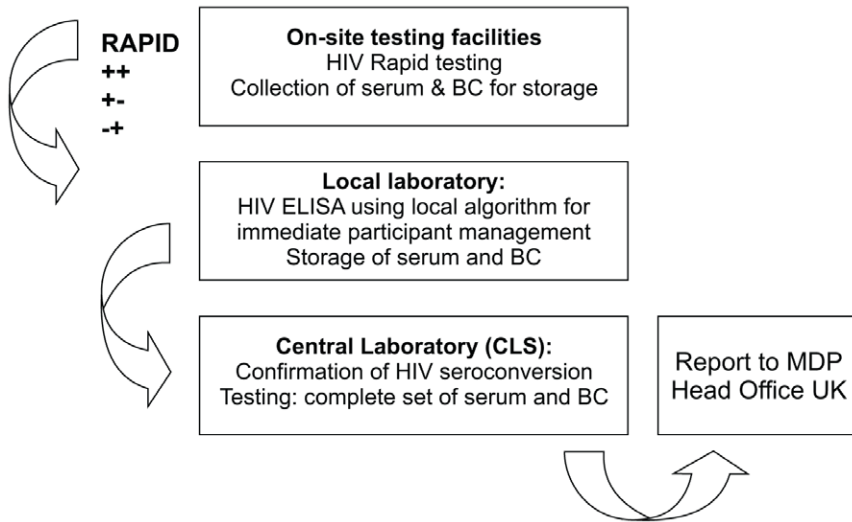 RAPID
++
+-
-+
On-site testing facilities
HIV Rapid testing
Collection of serum & BC for storage
Local laboratory:
HIV ELISA using local algorithm for
immediate participant management
Storage of serum and BC
Central Laboratory (CLS):
Confirmation of HIV seroconversion
Testing: complete set of serum and BC
Report to MDP
Head Office UK